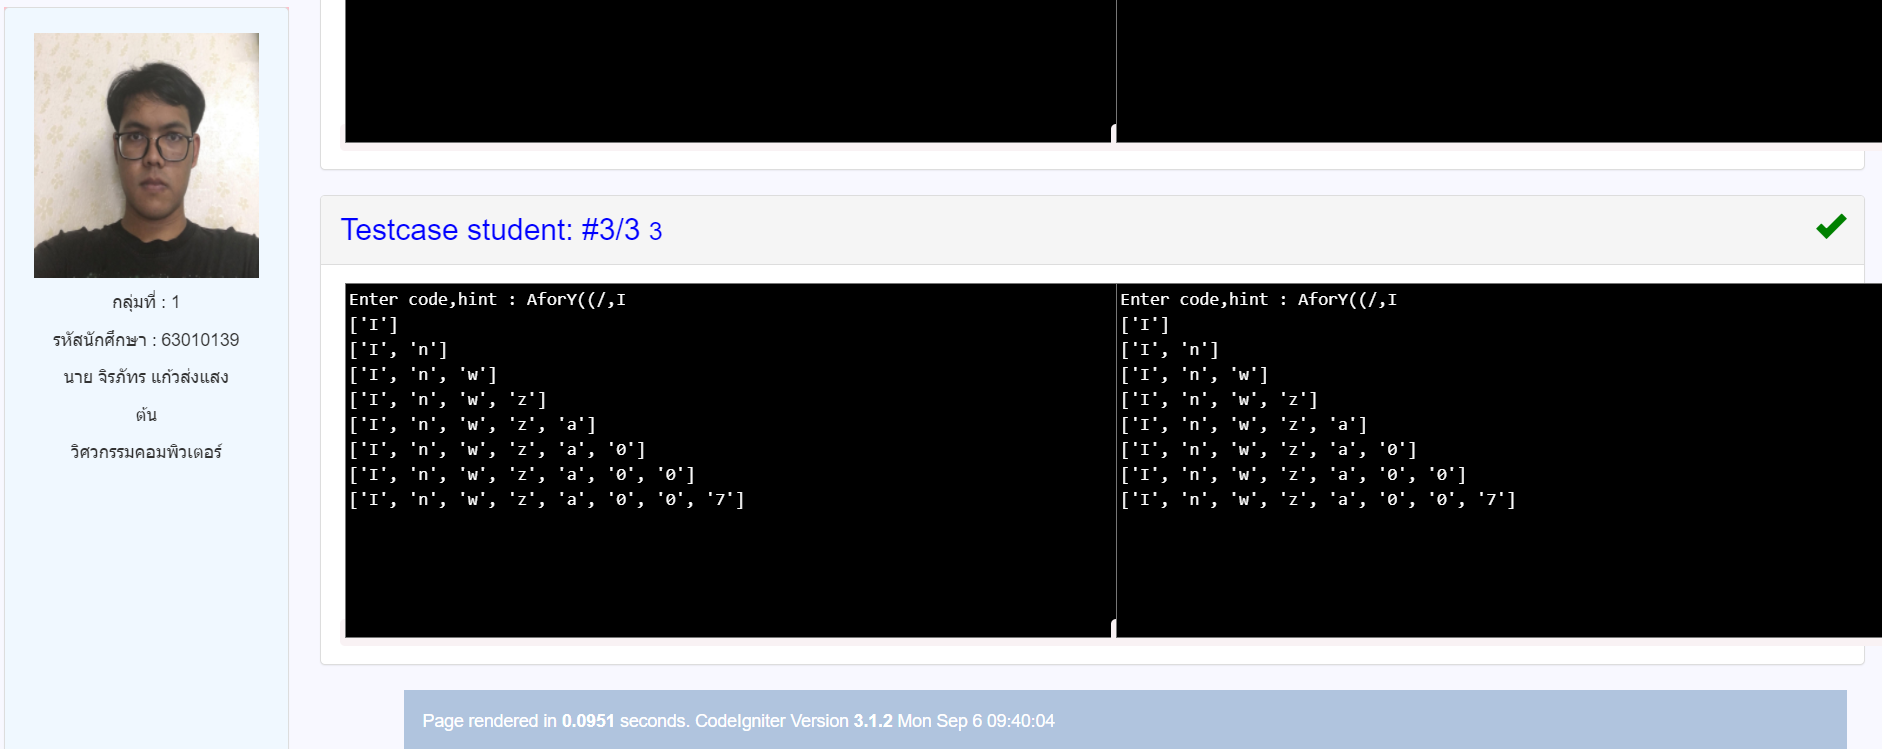 กลุ่มที่ : 1
รหัสนักศึกษา : 63010139
นาย จิรภัทร แก้วส่งแสง
ต้น
วิศวกรรมคอมพิวเตอร์
Testcase student: #3/3 3
Enter code,hint : AforY((/,I
['I']
['I', 'n']
['I', 'n', 'w']
['I', 'n', 'w', 'z']
['I', 'n', 'w', 'z', 'a']
['I', 'n', 'w', 'z', 'a', '0']
['I', 'n', 'w', 'z', 'a', '0', '0']
['I', 'n', 'w', 'z', 'a', '0', '0', '7']
Enter code,hint : AforY((/,I
['I']
['I', 'n']
['I', 'n', 'w']
['I', 'n', 'w', 'z']
['I', 'n', 'w', 'z', 'a']
['I', 'n', 'w', 'z', 'a', '0']
['I', 'n', 'w', 'z', 'a', '0', '0']
['I', 'n', 'w', 'z', 'a', '0', '0', '7']
Page rendered in 0.0951 seconds. CodeIgniter Version 3.1.2 Mon Sep 6 09:40:04